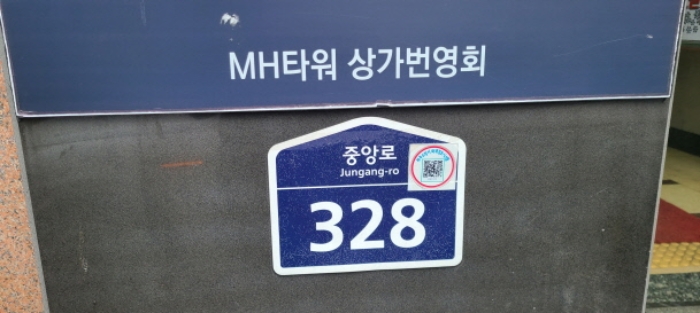 MH타워 상가번영회
중앙로
Jungang-ro
328